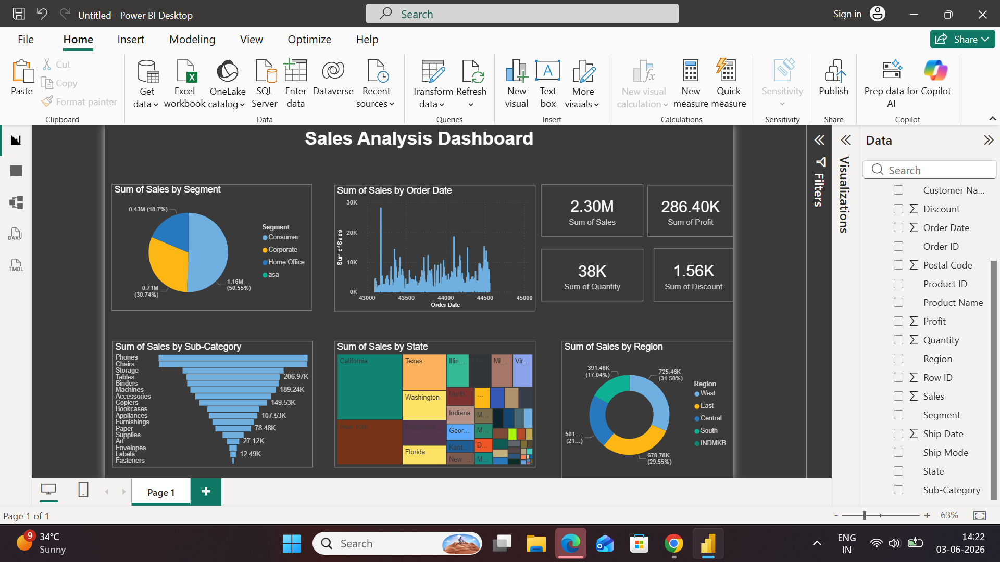 Untitled - Power BI Desktop
Search
Sign in
File
Home
Insert
Modeling
View
Optimize
Help
Share
Paste
Cut
Copy
Format painter
Clipboard
Get data
Excel workbook
OneLake catalog
SQL Server
Enter data
Dataverse
Recent sources
Data
Transform data
Refresh
Queries
New visual
Text box
More visuals
Insert
New visual calculation
New measure
Quick measure
Calculations
Sensitivity
Sensitivity
Publish
Share
Prep data for AI
Copilot
Copilot
Sales Analysis Dashboard
Sum of Sales by Segment
0.43M (18.7%)
0.71M
(30.74%)
1.16M
(50.55%)
Segment
Consumer
Corporate
Home Office
asa
Sum of Sales by Order Date
Sum of Sales
30K
20K
10K
0K
43000
43500
44000
44500
45000
Order Date
2.30M
Sum of Sales
286.40K
Sum of Profit
38K
Sum of Quantity
1.56K
Sum of Discount
Sum of Sales by Sub-Category
Phones
Chairs
Storage
Tables
206.97K
Binders
Machines
189.24K
Accessories
Copiers
149.53K
Bookcases
Appliances
107.53K
Furnishings
Paper
78.48K
Supplies
Art
27.12K
Envelopes
Labels
12.49K
Fasteners
Sum of Sales by State
California
New York
Texas
Washington
Florida
Illin...
Mi...
Vir...
North...
...
Indiana
M...
Geor...
M...
Kent...
D...
New ...
M...
Sum of Sales by Region
391.46K
(17.04%)
725.46K
(31.58%)
501....
(21...)
678.78K
(29.55%)
Region
West
East
Central
South
INDMKB
Filters
Visualizations
Data
Search
Customer Na...
Discount
Order Date
Order ID
Postal Code
Product ID
Product Name
Profit
Quantity
Region
Row ID
Sales
Segment
Ship Date
Ship Mode
State
Sub-Category
DAX
TMDL
Page 1
Page 1 of 1
63%
9
34°C
Sunny
Search
ENG
IN
14:22
03-06-2026